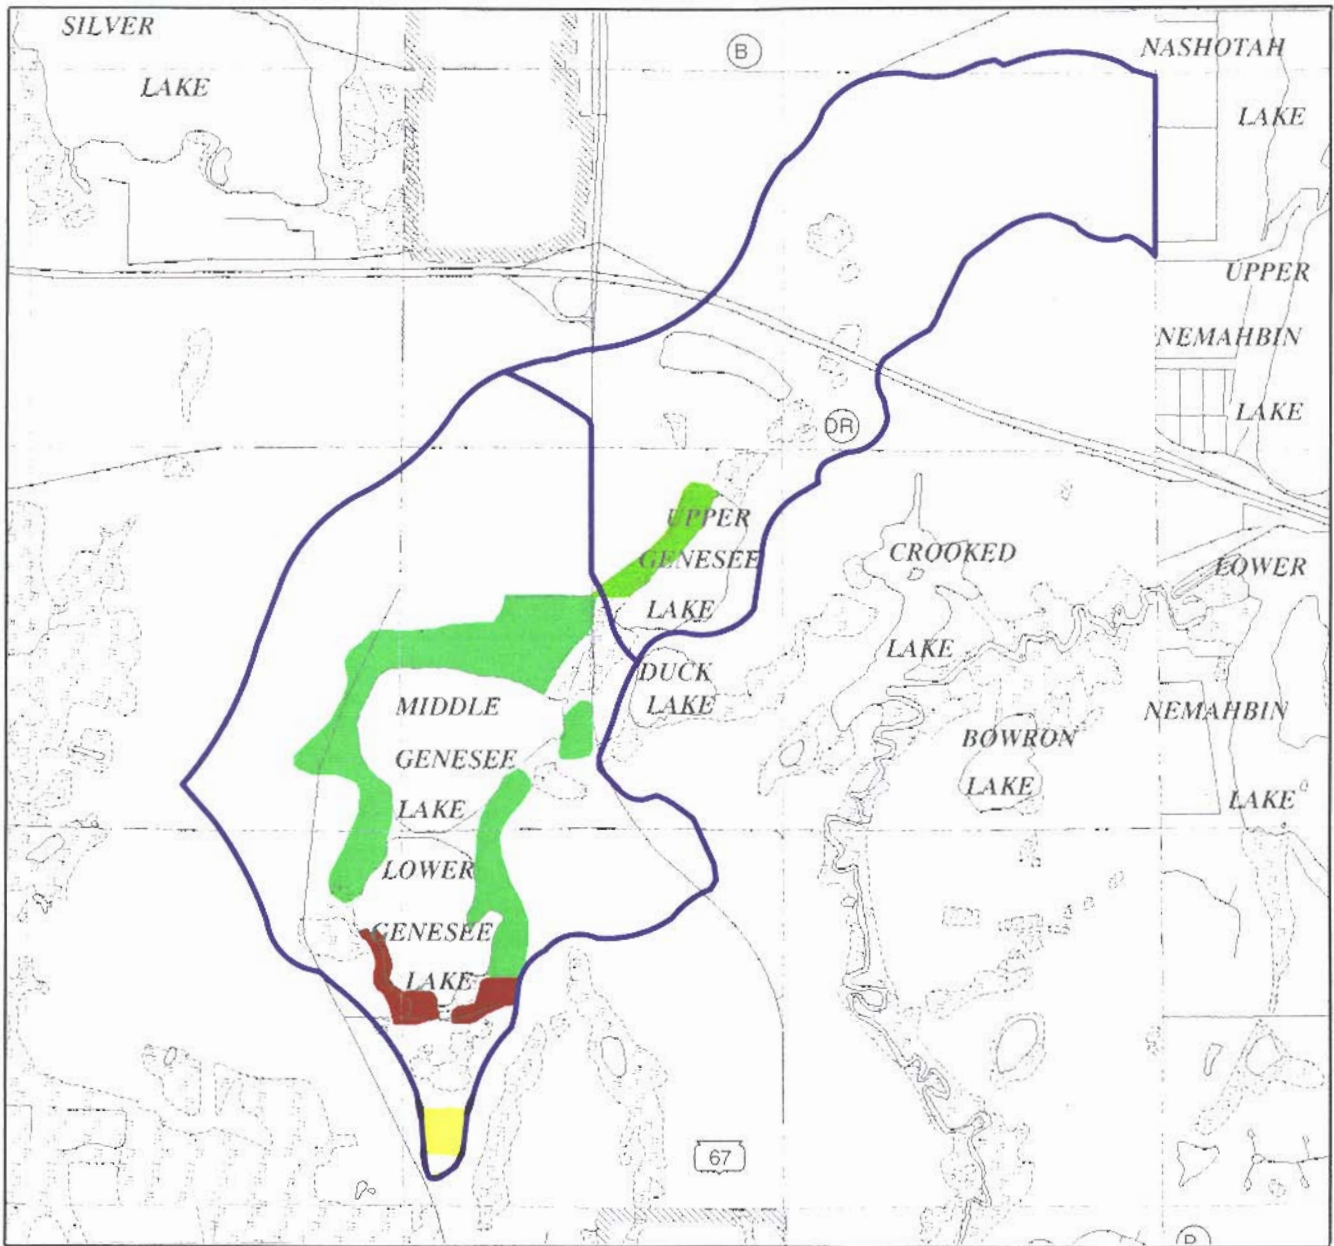 SILVER
LAKE
B
NASHOTAH
LAKE
UPPER
NEMAHBIN
LAKE
DR
UPPER
GENESEE
LAKE
CROOKED
LAKE
LOWER
NEMAHBIN
LAKE
DUCK
LAKE
MIDDLE
GENESEE
LAKE
BOWRON
LAKE
LOWER
GENESEE
LAKE
67